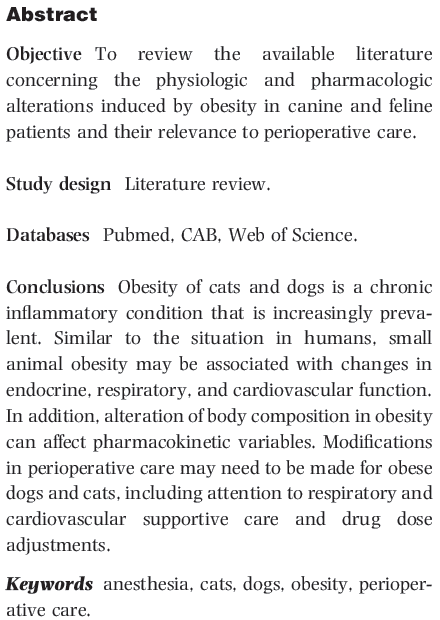 Abstract
Objective To review the available literature
concerning the physiologic and pharmacologic
alterations induced by obesity in canine and feline
patients and their relevance to perioperative care.
Study design Literature review.
Databases Pubmed, CAB, Web of Science.
Conclusions Obesity of cats and dogs is a chronic
inflammatory condition that is increasingly preva-
lent. Similar to the situation in humans, small
animal obesity may be associated with changes in
endocrine, respiratory, and cardiovascular function.
In addition, alteration of body composition in obesity
can affect pharmacokinetic variables. Modifications
in perioperative care may need to be made for obese
dogs and cats, including attention to respiratory and
cardiovascular supportive care and drug dose
adjustments.
Keywords anesthesia, cats, dogs, obesity, perioper-
ative care.